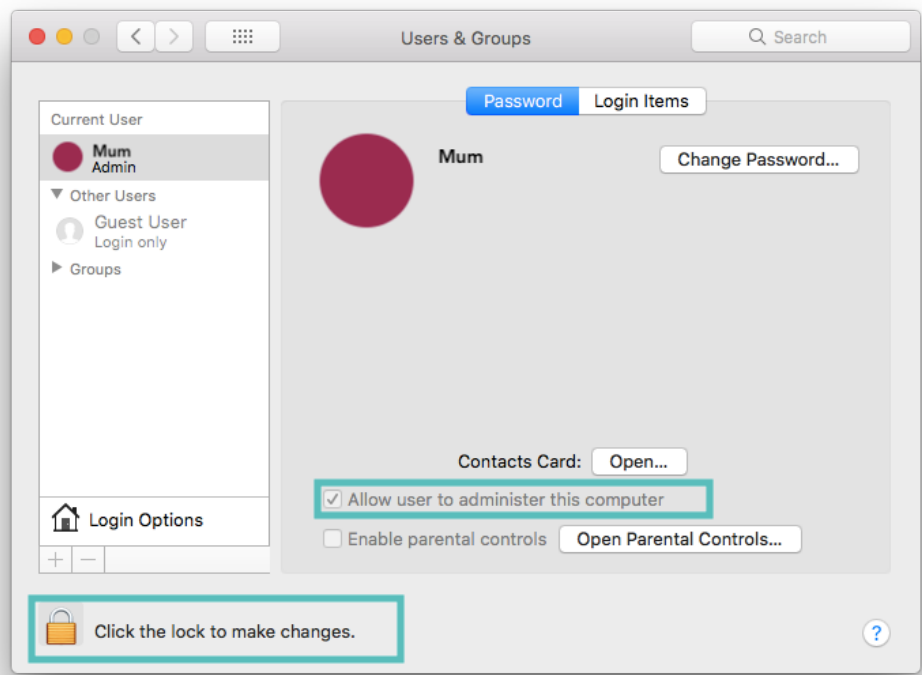 Users & Groups
Search
Password
Login Items
Current User
Mum
Admin
Other Users
Guest User
Login only
Groups
Login Options
Mum
Change Password...
Contacts Card:
Open...
Allow user to administer this computer
Enable parental controls
Open Parental Controls...
Click the lock to make changes.
?